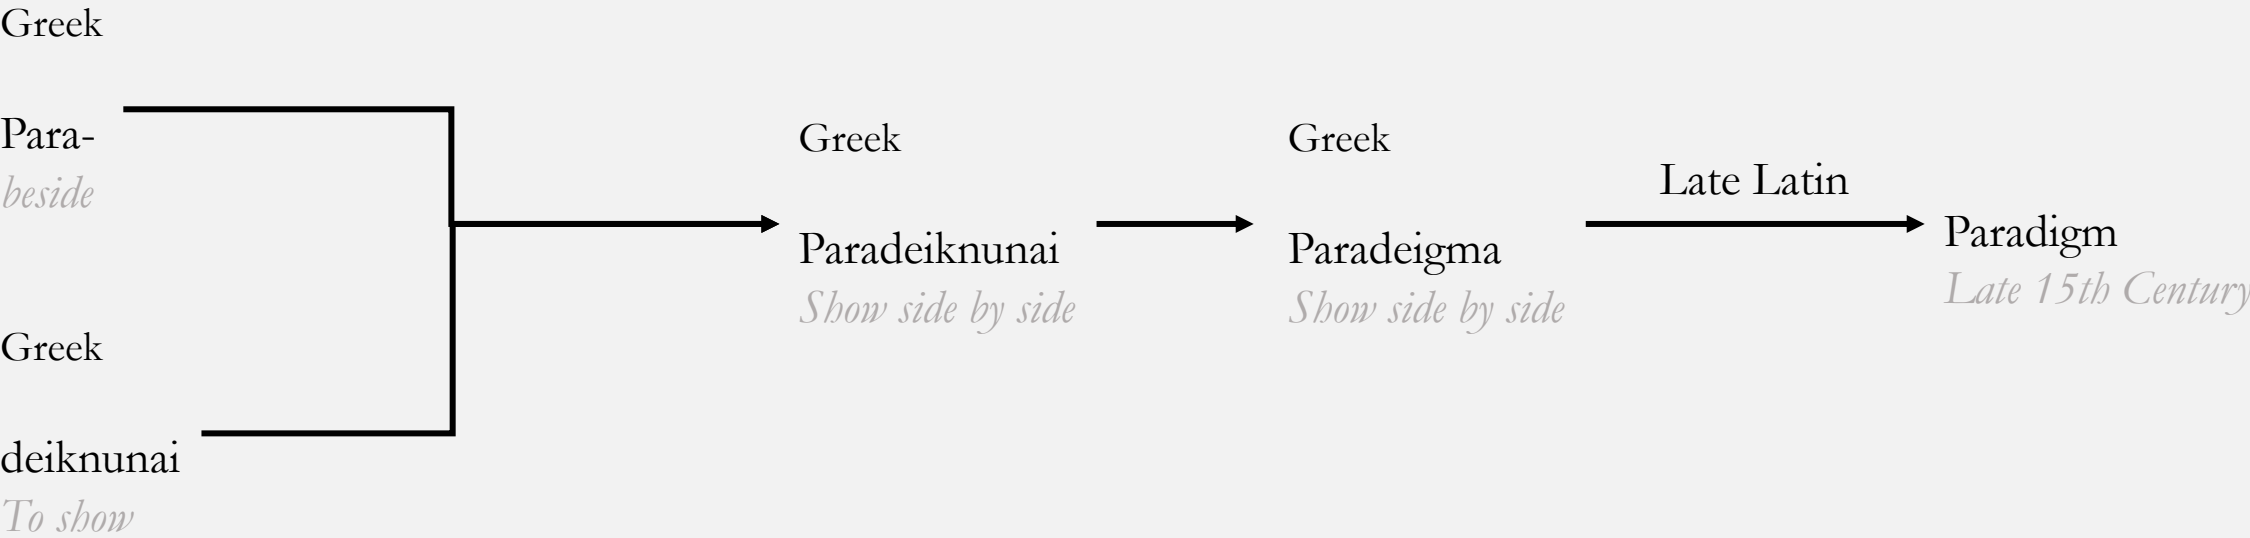 Greek
Para-
beside
Greek
deiknunai
To show
Greek
Paradeiknunai
Show side by side
Greek
Paradeigma
Show side by side
Late Latin
Paradigm
Late 15th Century